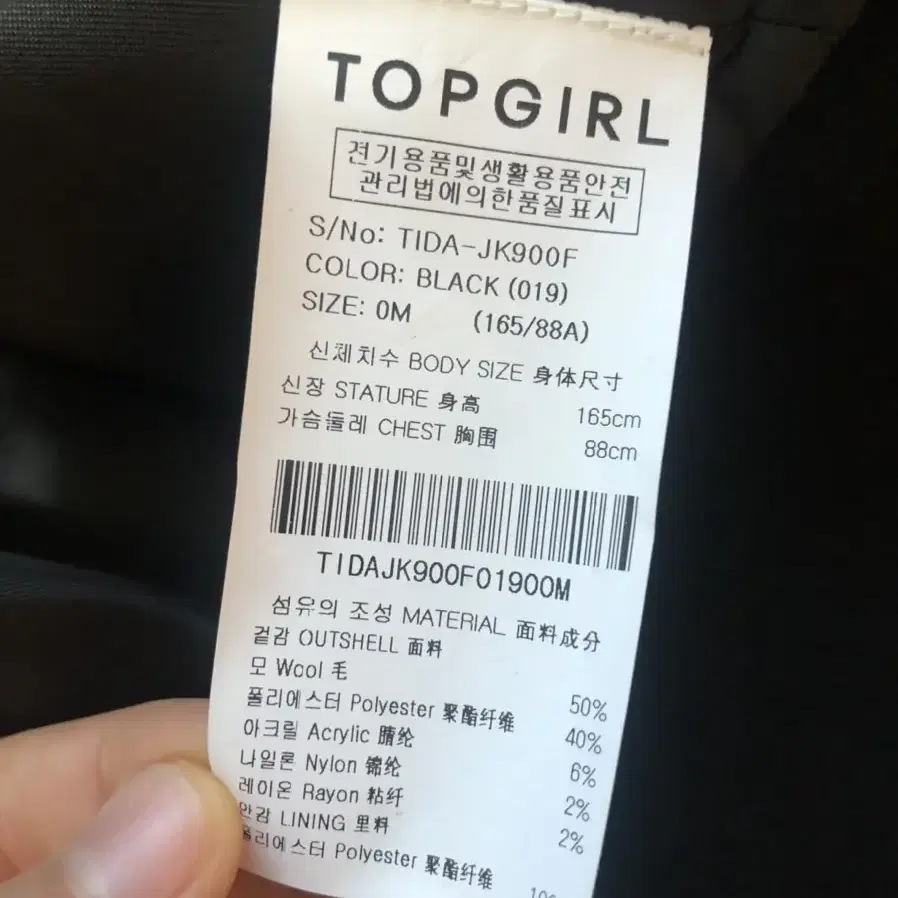 TOPGIRL
전기용품및생활용품안전
관리법에의한품질표시
S/No: TIDA-JK900F
COLOR: BLACK (019)
SIZE: 0M (165/88A)
신체치수 BODY SIZE 身体尺寸
신장 STATURE 身高 165cm
가슴둘레 CHEST 胸围 88cm
TIDAJK900F01900M
섬유의 조성 MATERIAL 面料成分
겉감 OUTSHELL 面料
모 Wool 毛 50%
폴리에스터 Polyester 聚酯纤维 40%
아크릴 Acrylic 腈纶 6%
나일론 Nylon 锦纶 2%
레이온 Rayon 粘纤 2%
안감 LINING 里料
폴리에스터 Polyester 聚酯纤维